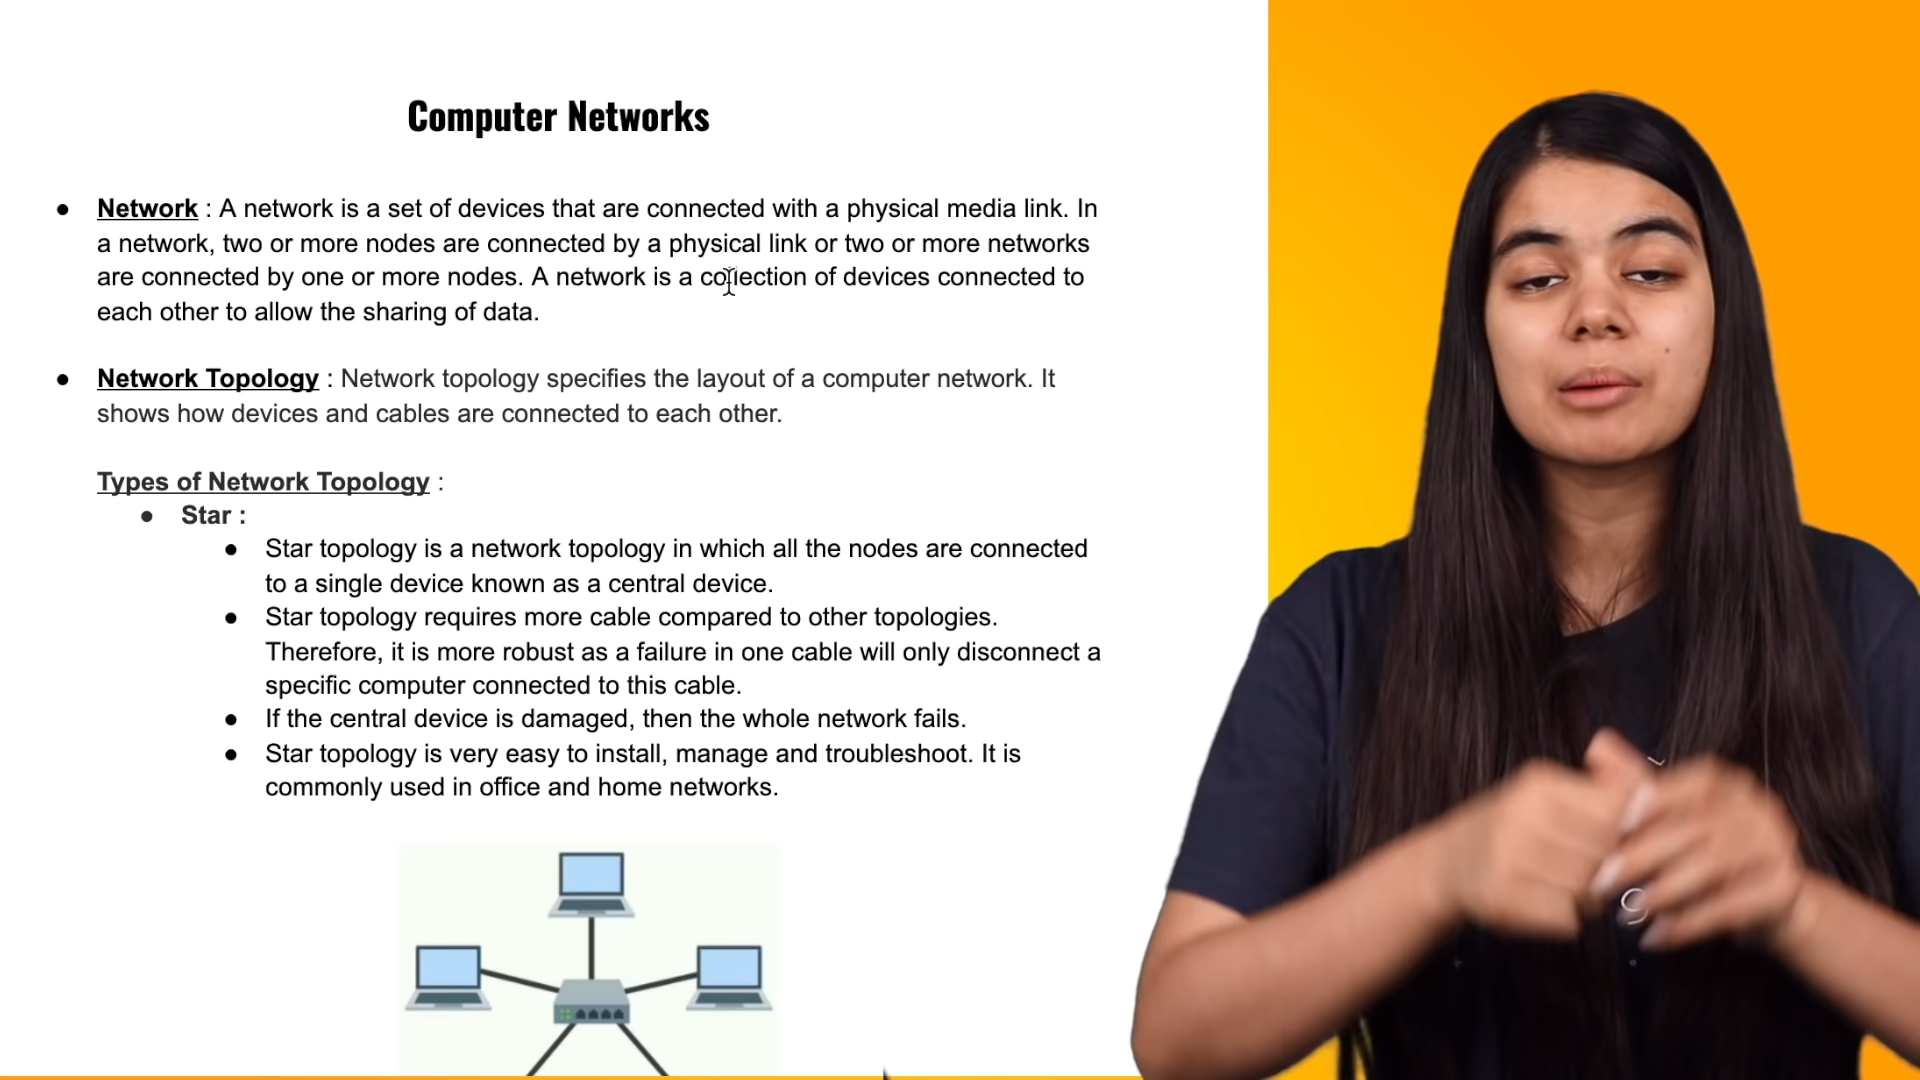 Computer Networks
● Network : A network is a set of devices that are connected with a physical media link. In
a network, two or more nodes are connected by a physical link or two or more networks
are connected by one or more nodes. A network is a collection of devices connected to
each other to allow the sharing of data.
● Network Topology : Network topology specifies the layout of a computer network. It
shows how devices and cables are connected to each other.
Types of Network Topology :
● Star :
● Star topology is a network topology in which all the nodes are connected
to a single device known as a central device.
● Star topology requires more cable compared to other topologies.
Therefore, it is more robust as a failure in one cable will only disconnect a
specific computer connected to this cable.
● If the central device is damaged, then the whole network fails.
● Star topology is very easy to install, manage and troubleshoot. It is
commonly used in office and home networks.